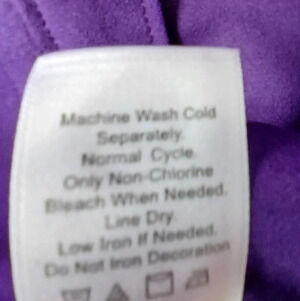 Machine Wash Cold
Separately.
Normal Cycle.
Only Non-Chlorine
Bleach When Needed.
Line Dry.
Low Iron If Needed.
Do Not Iron Decoration